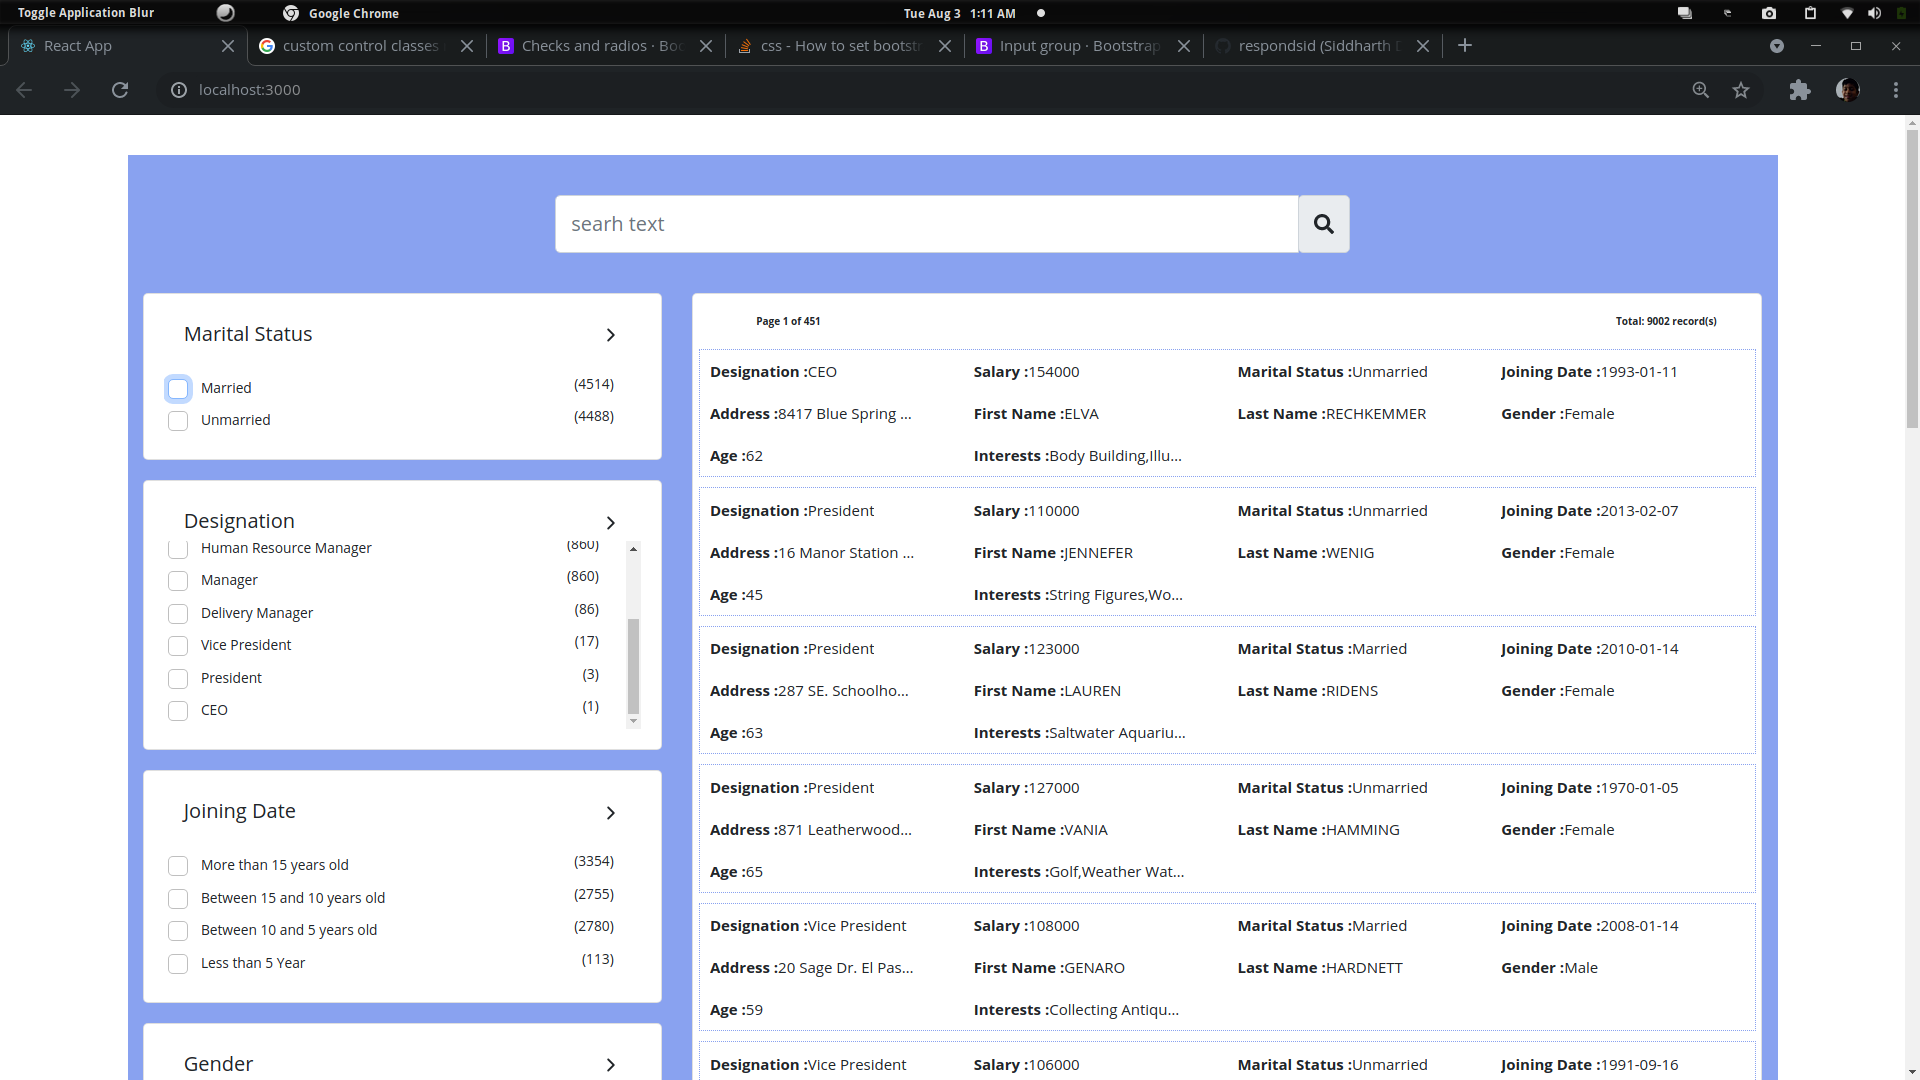 Toggle Application Blur Google Chrome Tue Aug 3 1:11 AM
React App custom control classes Checks and radios · Boo css - How to set bootstr Input group · Bootstrap respondsid (Siddharth
localhost:3000
searh text
Marital Status
Married (4514)
Unmarried (4488)
Designation
Human Resource Manager (860)
Manager (860)
Delivery Manager (86)
Vice President (17)
President (3)
CEO (1)
Joining Date
More than 15 years old (3354)
Between 15 and 10 years old (2755)
Between 10 and 5 years old (2780)
Less than 5 Year (113)
Gender
Page 1 of 451 Total: 9002 record(s)
Designation :CEO Salary :154000 Marital Status :Unmarried Joining Date :1993-01-11
Address :8417 Blue Spring ... First Name :ELVA Last Name :RECHKEMMER Gender :Female
Age :62 Interests :Body Building,Illu...
Designation :President Salary :110000 Marital Status :Unmarried Joining Date :2013-02-07
Address :16 Manor Station ... First Name :JENNEFER Last Name :WENIG Gender :Female
Age :45 Interests :String Figures,Wo...
Designation :President Salary :123000 Marital Status :Married Joining Date :2010-01-14
Address :287 SE. Schoolho... First Name :LAUREN Last Name :RIDENS Gender :Female
Age :63 Interests :Saltwater Aquariu...
Designation :President Salary :127000 Marital Status :Unmarried Joining Date :1970-01-05
Address :871 Leatherwood... First Name :VANIA Last Name :HAMMING Gender :Female
Age :65 Interests :Golf,Weather Wat...
Designation :Vice President Salary :108000 Marital Status :Married Joining Date :2008-01-14
Address :20 Sage Dr. El Pas... First Name :GENARO Last Name :HARDNETT Gender :Male
Age :59 Interests :Collecting Antiqu...
Designation :Vice President Salary :106000 Marital Status :Unmarried Joining Date :1991-09-16